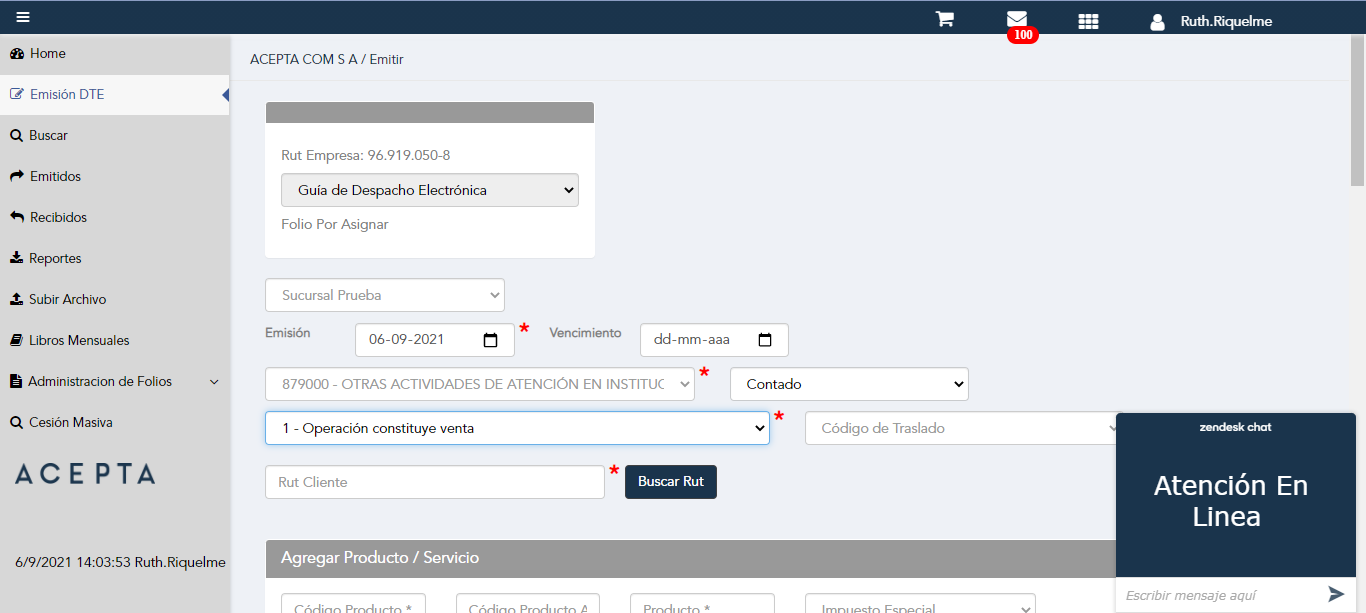 100
Ruth.Riquelme
Home
Emisión DTE
Buscar
Emitidos
Recibidos
Reportes
Subir Archivo
Libros Mensuales
Administracion de Folios
Cesión Masiva
ACEPTA
6/9/2021 14:03:53 Ruth.Riquelme
ACEPTA COM S A / Emitir
Rut Empresa: 96.919.050-8
Guía de Despacho Electrónica
Folio Por Asignar
Sucursal Prueba
Emisión 06-09-2021 * Vencimiento dd-mm-aaa
879000 - OTRAS ACTIVIDADES DE ATENCIÓN EN INSTITUC * Contado
1 - Operación constituye venta * Código de Traslado
Rut Cliente * Buscar Rut
Agregar Producto / Servicio
Código Producto * Código Producto A Producto * Impuesto Especial
zendesk chat
Atención En
Linea
Escribir mensaje aquí